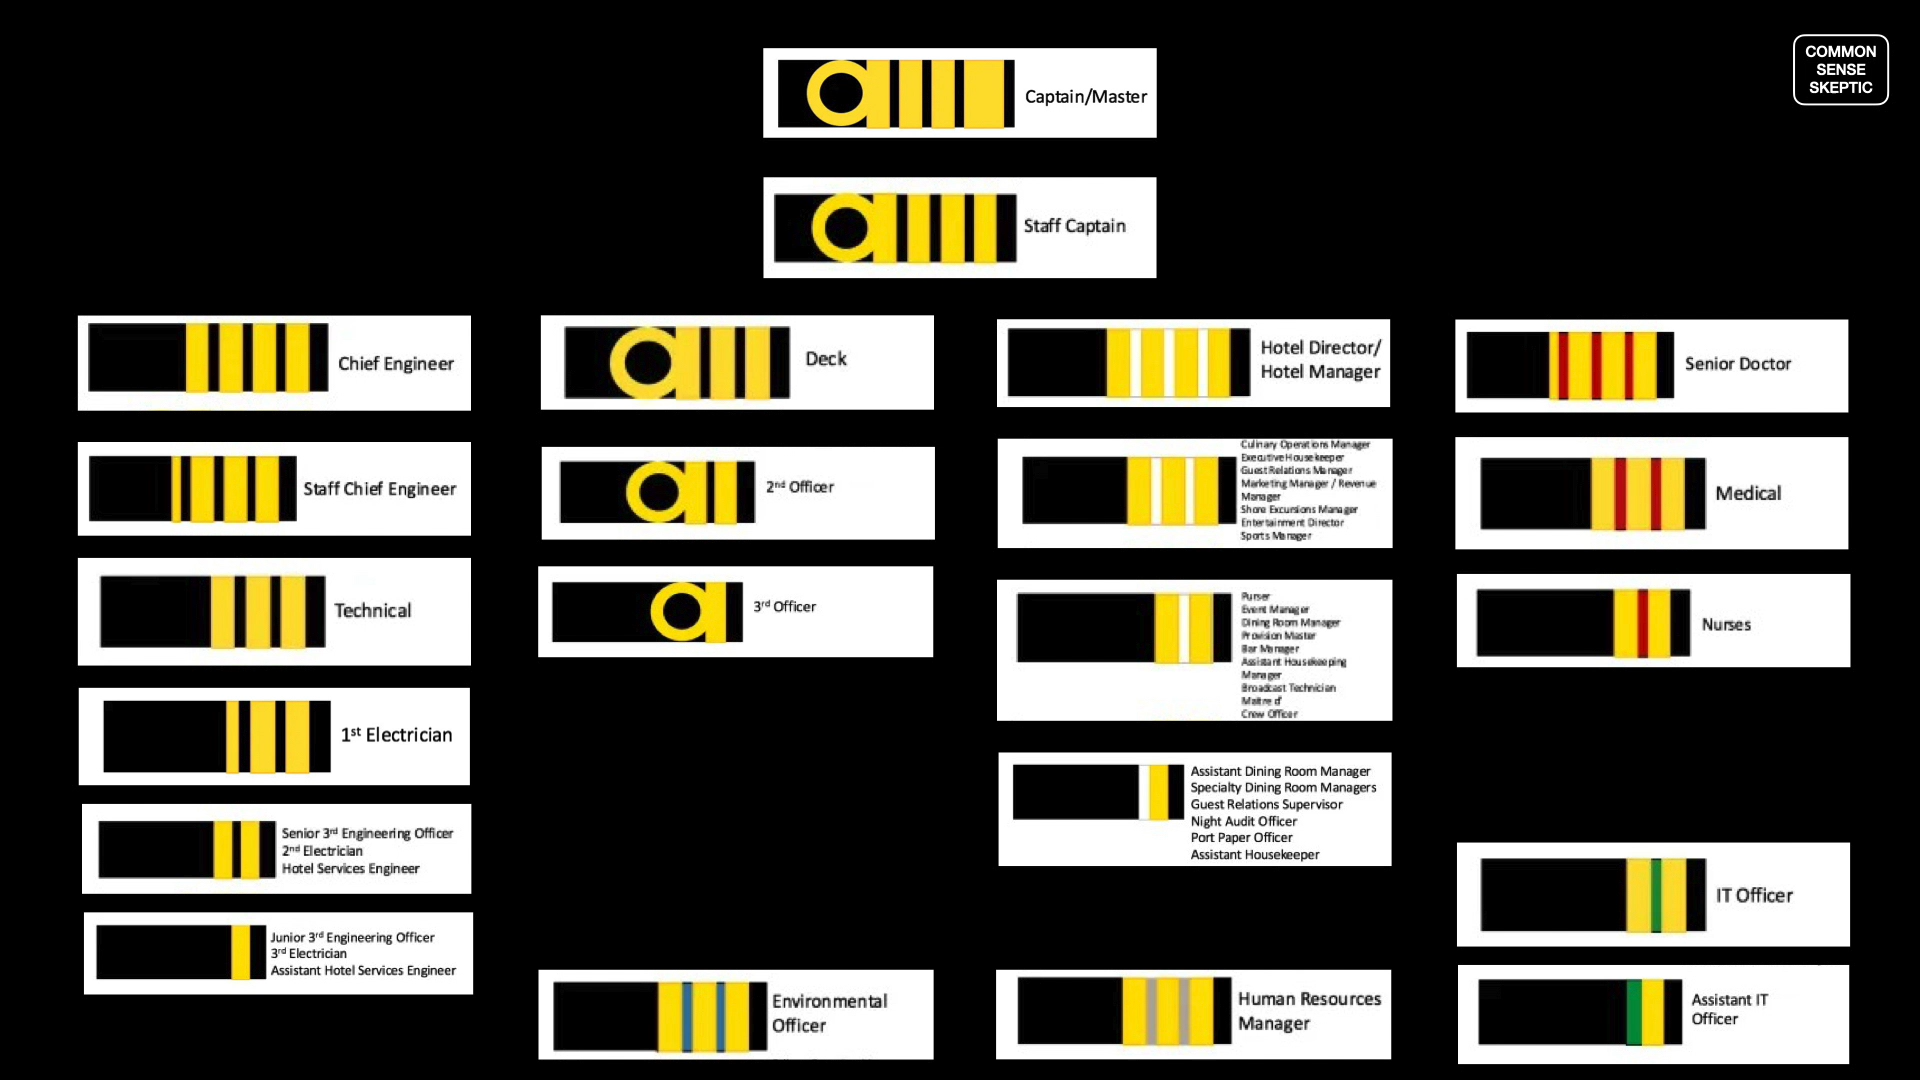 COMMON
SENSE
SKEPTIC
Captain/Master
Staff Captain
Chief Engineer
Staff Chief Engineer
Technical
1st Electrician
Senior 3rd Engineering Officer
2nd Electrician
Hotel Services Engineer
Junior 3rd Engineering Officer
3rd Electrician
Assistant Hotel Services Engineer
Deck
2nd Officer
3rd Officer
Environmental
Officer
Hotel Director/
Hotel Manager
Culinary Operations Manager
Executive Housekeeper
Guest Relations Manager
Marketing Manager / Revenue
Manager
Shore Excursions Manager
Entertainment Director
Sports Manager
Purser
Event Manager
Dining Room Manager
Provision Master
Bar Manager
Assistant Housekeeping
Manager
Broadcast Technician
Maitre d'
Crew Officer
Assistant Dining Room Manager
Specialty Dining Room Managers
Guest Relations Supervisor
Night Audit Officer
Port Paper Officer
Assistant Housekeeper
Human Resources
Manager
Senior Doctor
Medical
Nurses
IT Officer
Assistant IT
Officer